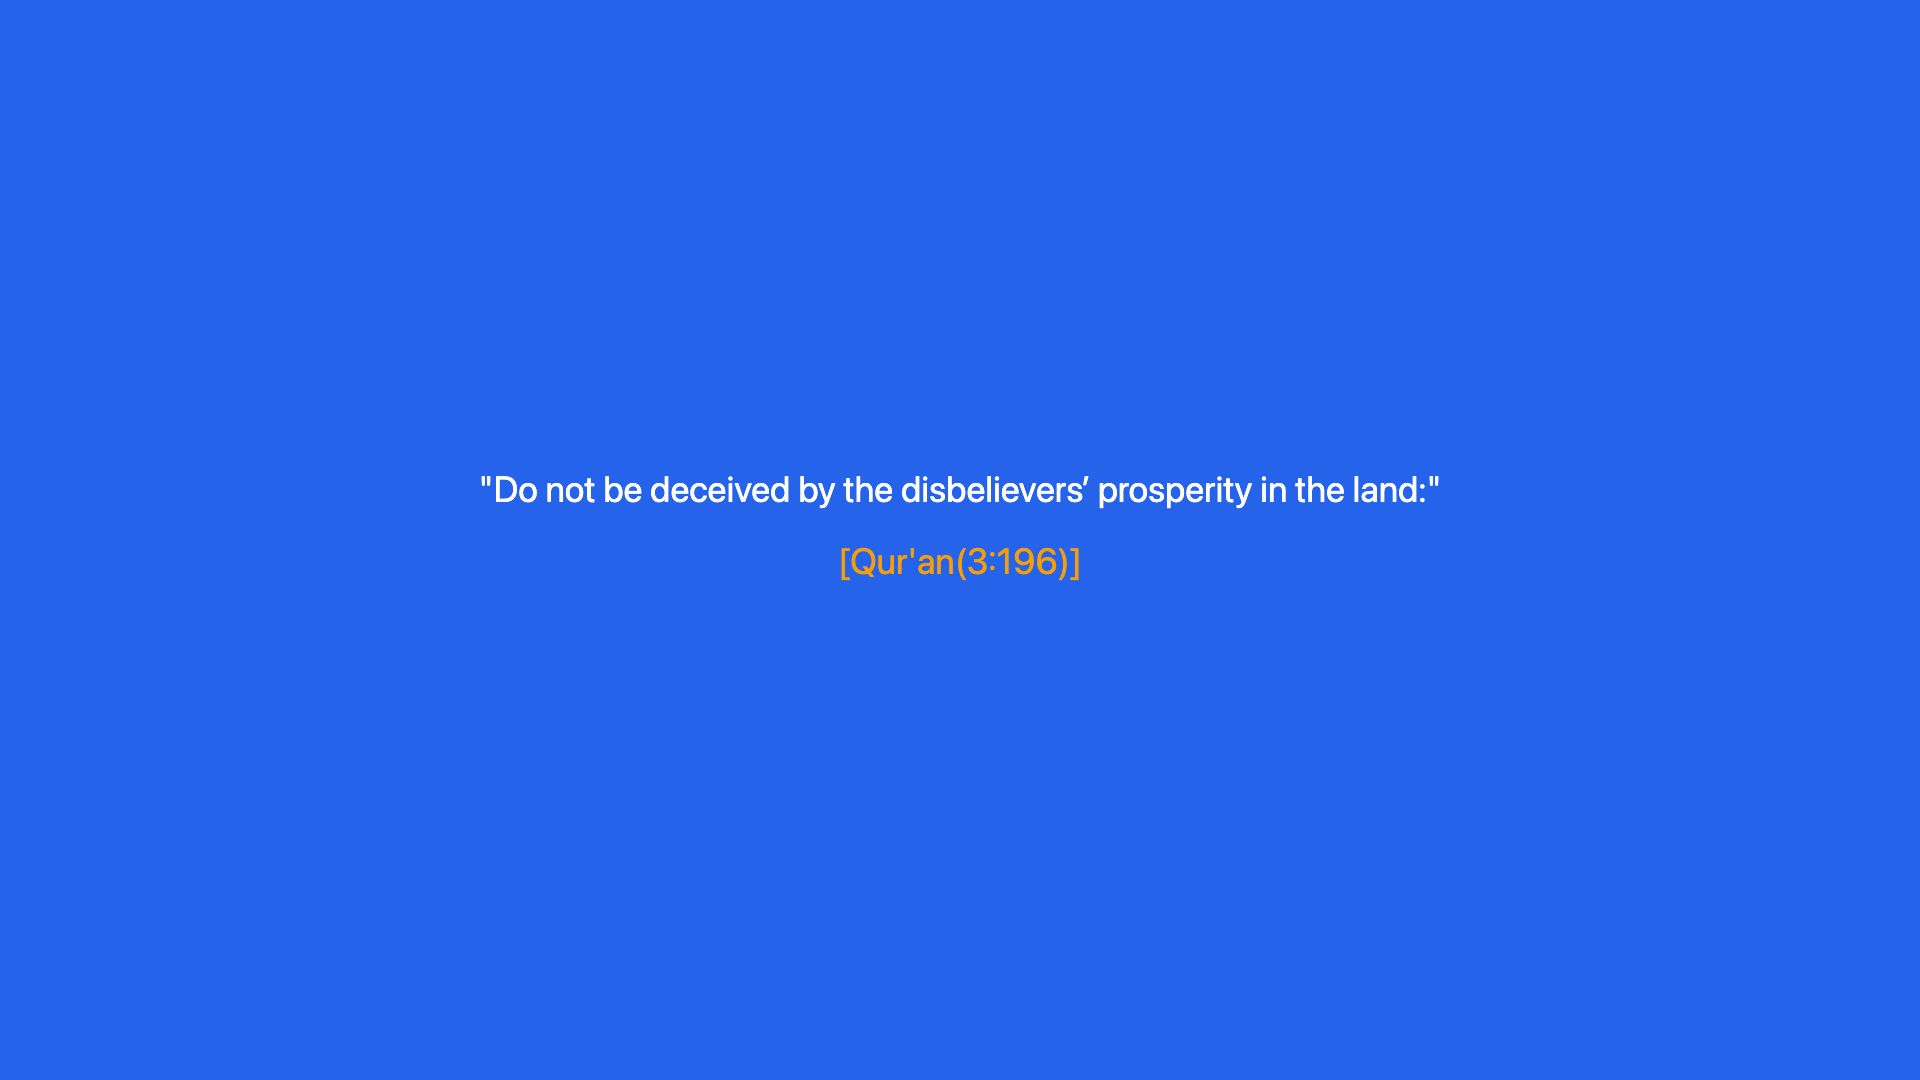 "Do not be deceived by the disbelievers’ prosperity in the land:"
[Qur'an(3:196)]